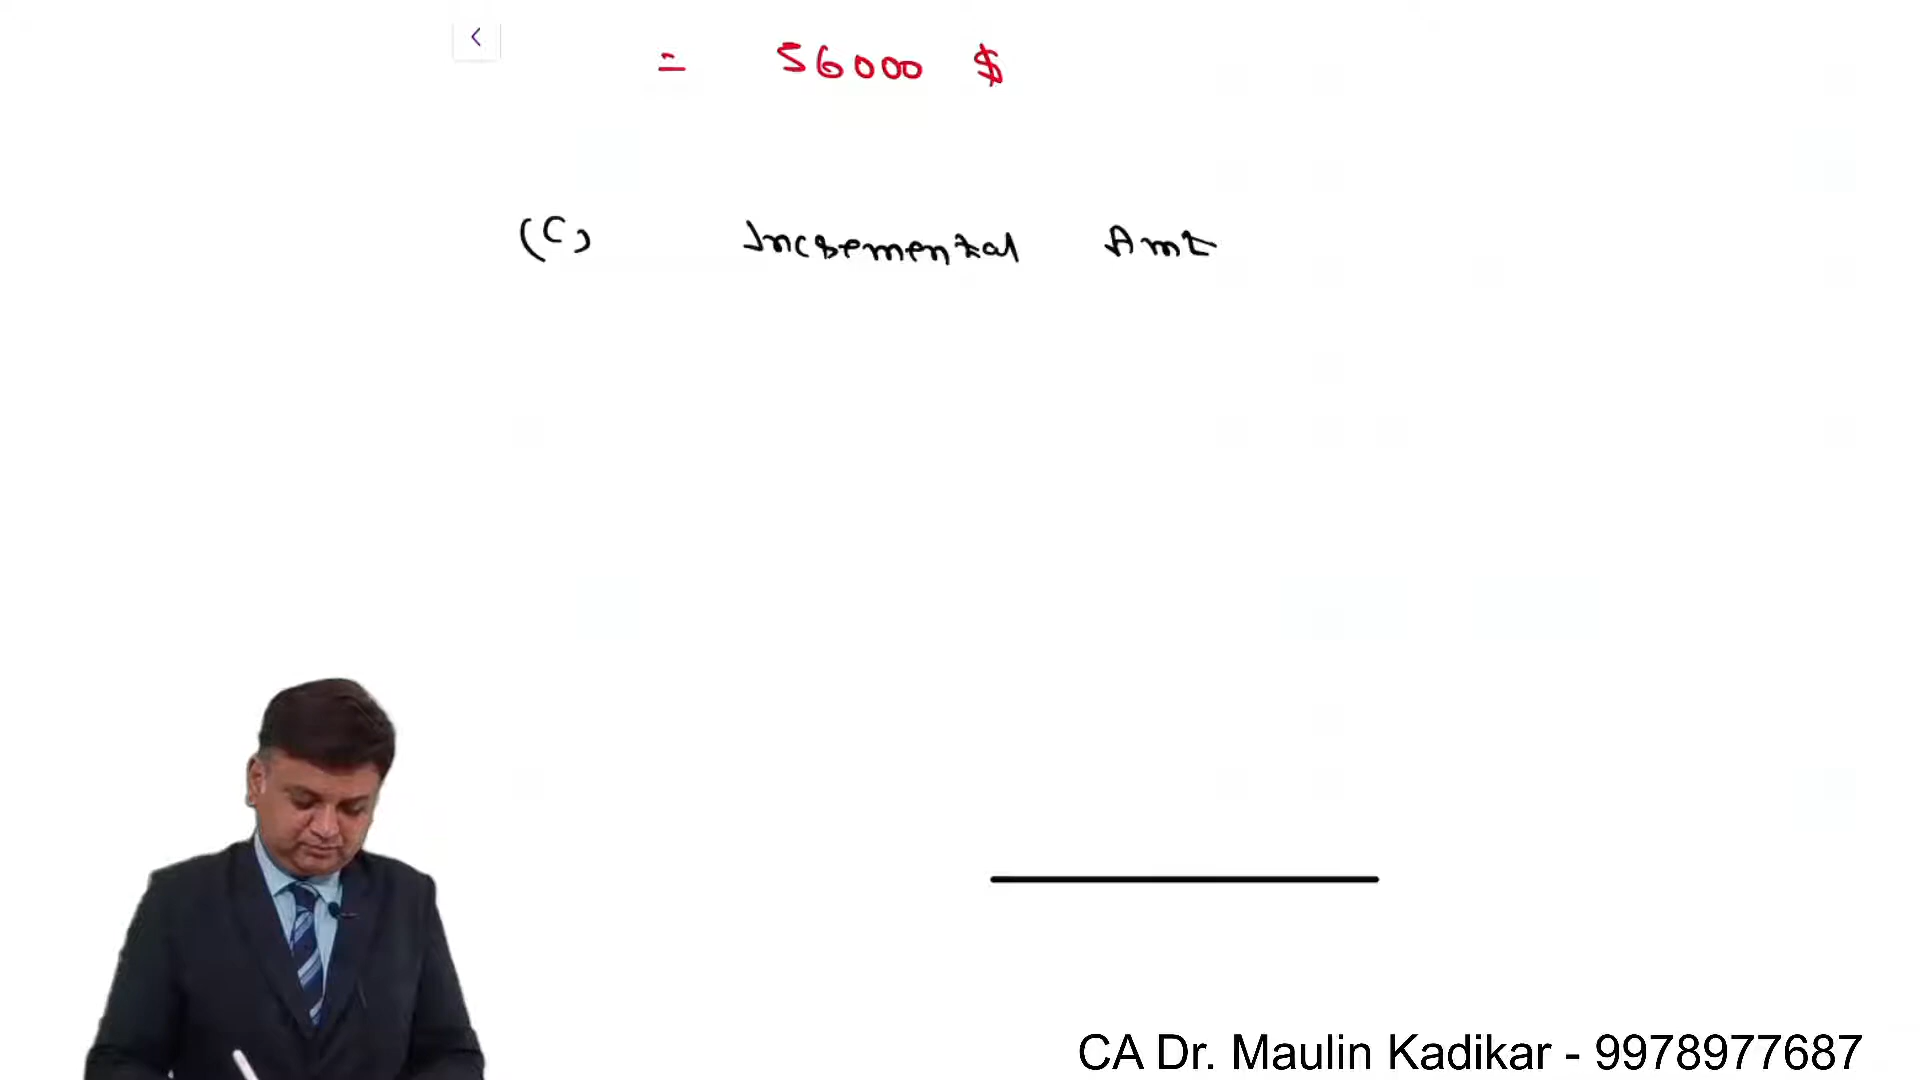 = 56000 $
(C) Incremental Amt
CA Dr. Maulin Kadikar - 9978977687